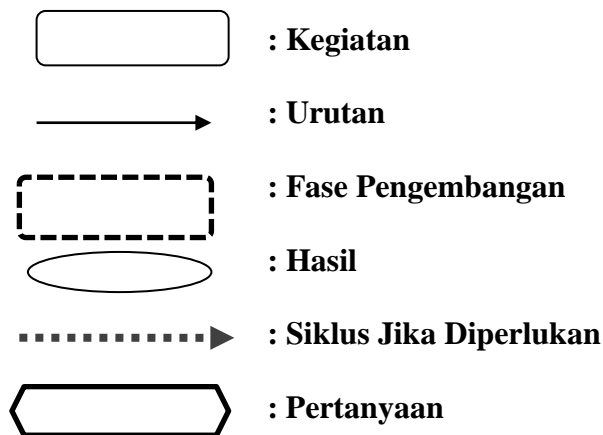 : Kegiatan
: Urutan
: Fase Pengembangan
: Hasil
: Siklus Jika Diperlukan
: Pertanyaan